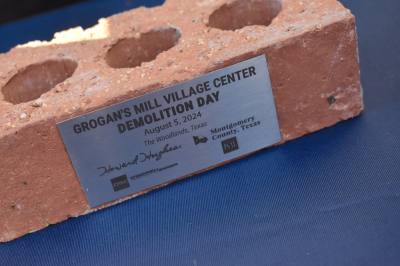 GROGAN'S MILL VILLAGE CENTER
DEMOLITION DAY
August 5, 2024
The Woodlands, Texas
Howard Hughes
Montgomery
County, Texas